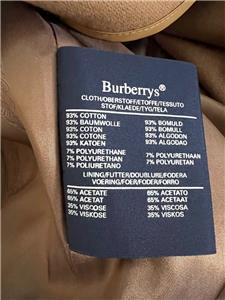 Burberrys®
CLOTH/OBERSTOFF/ETOFFE/TESSUTO
STOF/KLAEDE/TYG/TELA
93% COTTON 93% BOMULD
93% BAUMWOLLE 93% BOMULL
93% COTON 93% ALGODON
93% COTONE 93% ALGODAO
93% KATOEN
7% POLYURETHANE 7% POLYURETHAAN
7% POLYURETHAN 7% POLIURETANO
7% POLIURETANO
LINING/FUTTER/DOUBLURE/FODERA
VOERING/FOER/FODER/FORRO
65% ACETATE 65% ACETATO
65% ACETAT 65% ACETAAT
35% VISCOSE 35% VISCOSA
35% VISKOSE 35% VISKOS